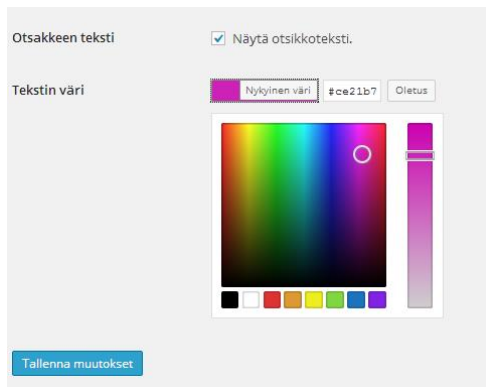 Otsakkeen teksti
Näytä otsikkoteksti.
Tekstin väri
Nykyinen väri
#ce21b7
Oletus
Tallenna muutokset